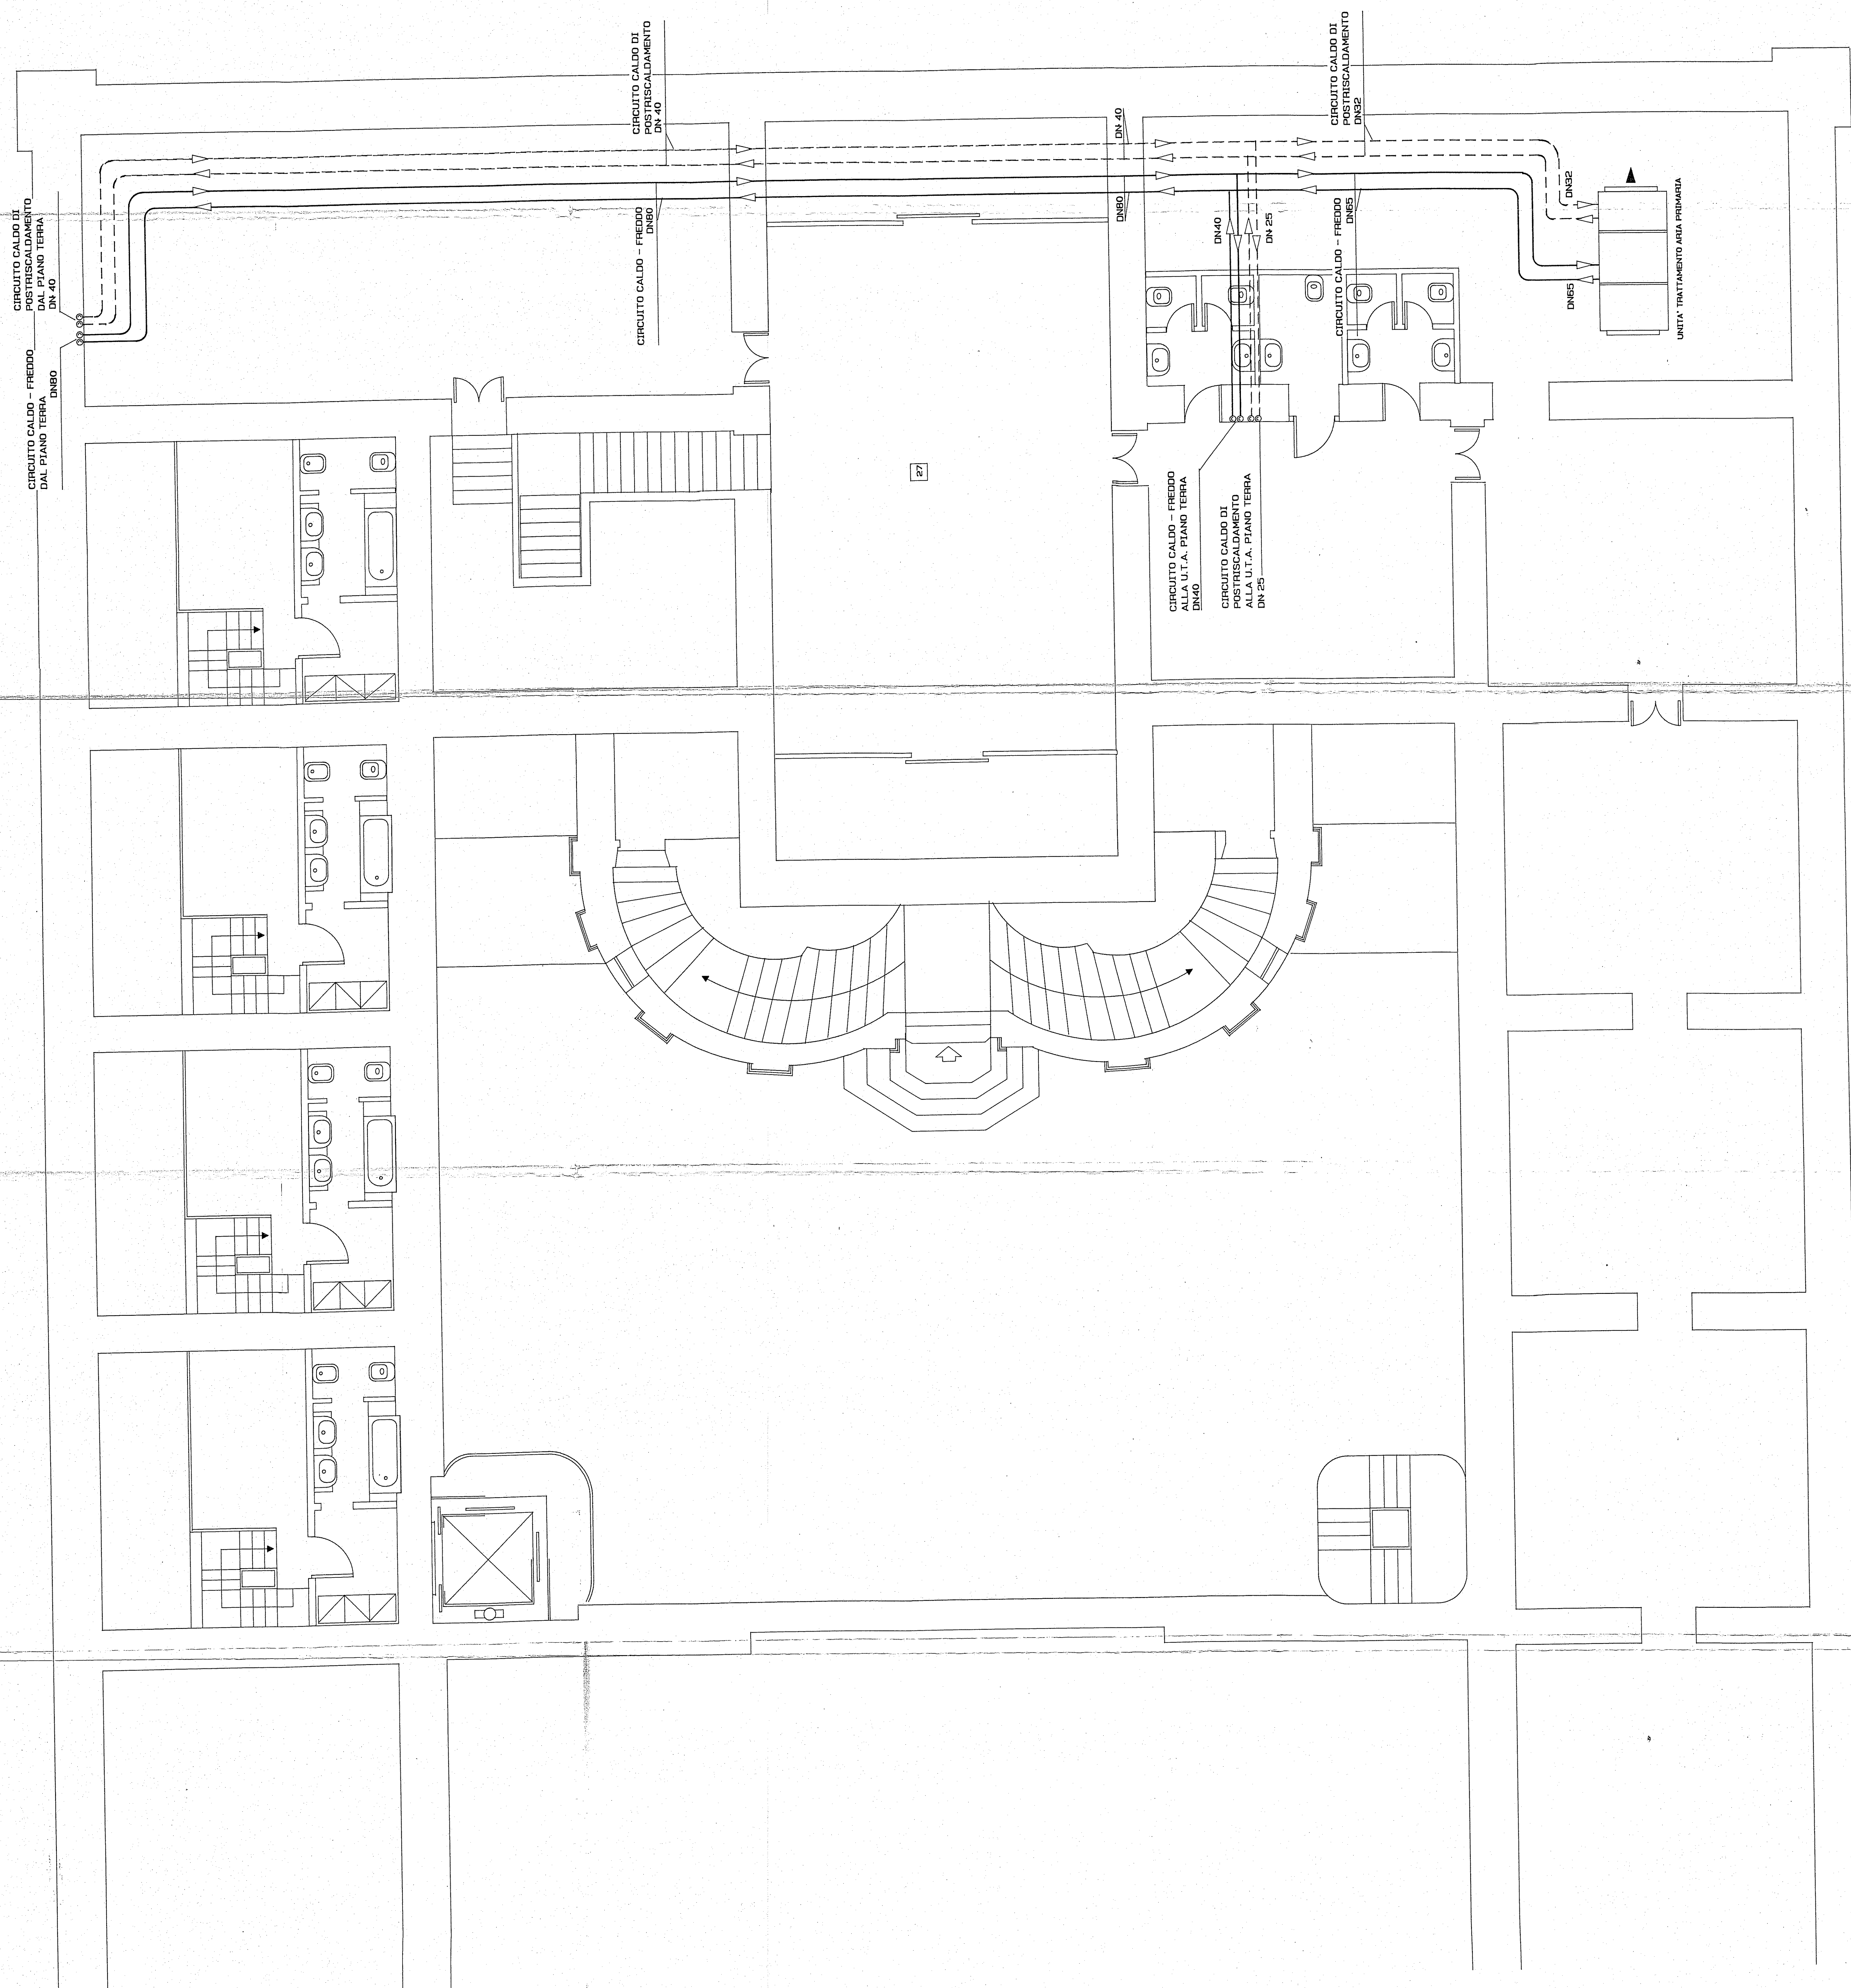 CIRCUITO CALDO DI
POSTRISCALDAMENTO
DAL PIANO TERRA
DN 40
CIRCUITO CALDO - FREDDO
DAL PIANO TERRA
DN80
CIRCUITO CALDO DI
POSTRISCALDAMENTO
DN 40
CIRCUITO CALDO - FREDDO
DN80
DN 40
DN80
DN40
DN 25
CIRCUITO CALDO DI
POSTRISCALDAMENTO
DN32
CIRCUITO CALDO - FREDDO
DN65
DN32
DN65
UNITA' TRATTAMENTO ARIA PRIMARIA
27
CIRCUITO CALDO - FREDDO
ALLA U.T.A. PIANO TERRA
DN40
CIRCUITO CALDO DI
POSTRISCALDAMENTO
ALLA U.T.A. PIANO TERRA
DN 25